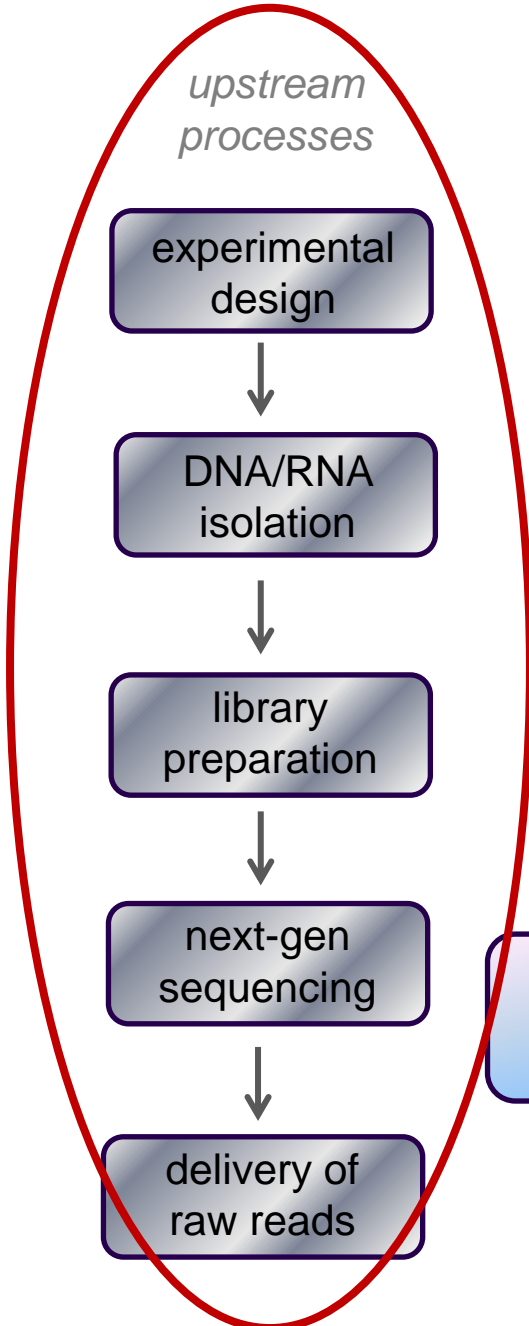 upstream
processes
experimental
design
DNA/RNA
isolation
library
preparation
next-gen
sequencing
delivery of
raw reads